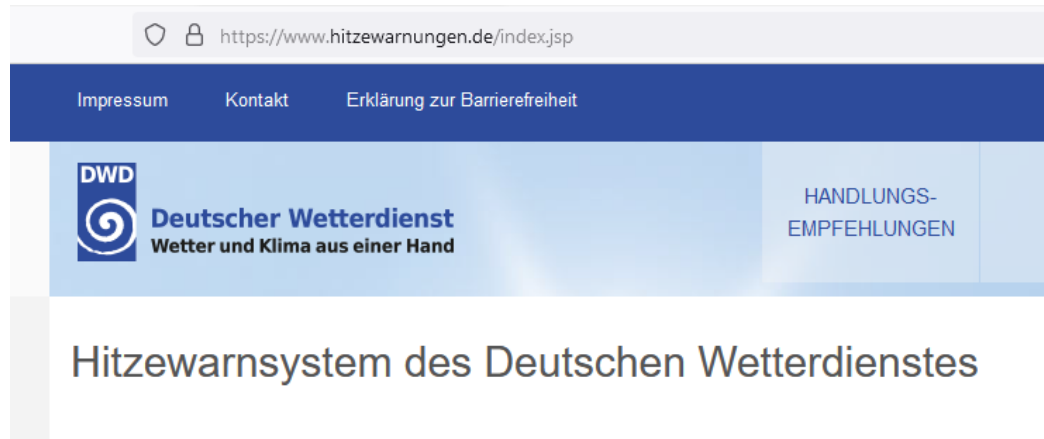 https://www.hitzewarnungen.de/index.jsp
Impressum Kontakt Erklärung zur Barrierefreiheit
DWD
Deutscher Wetterdienst
Wetter und Klima aus einer Hand
HANDLUNGS-
EMPFEHLUNGEN
Hitzewarnsystem des Deutschen Wetterdienstes